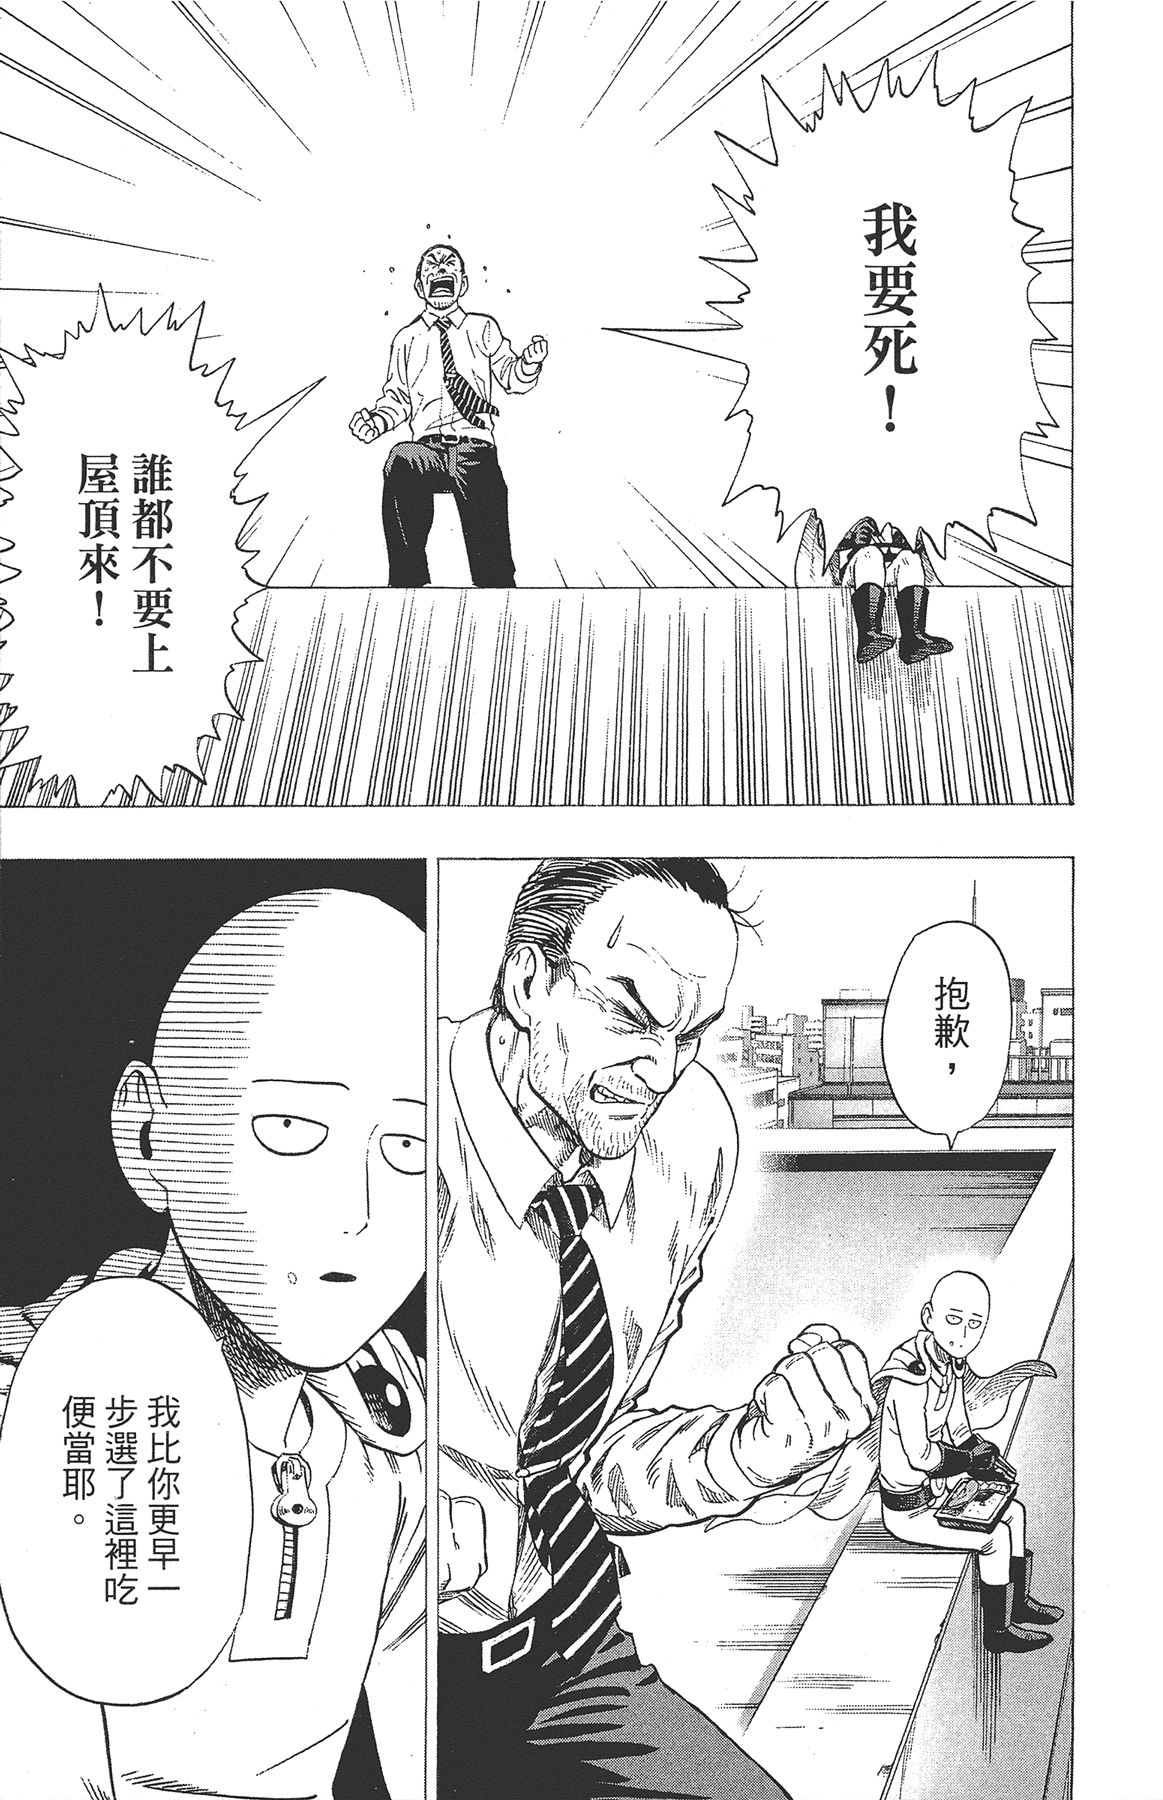 我要死！
誰都不要上
屋頂來！
抱歉，
我比你更早一
步選了這裡吃
便當耶。